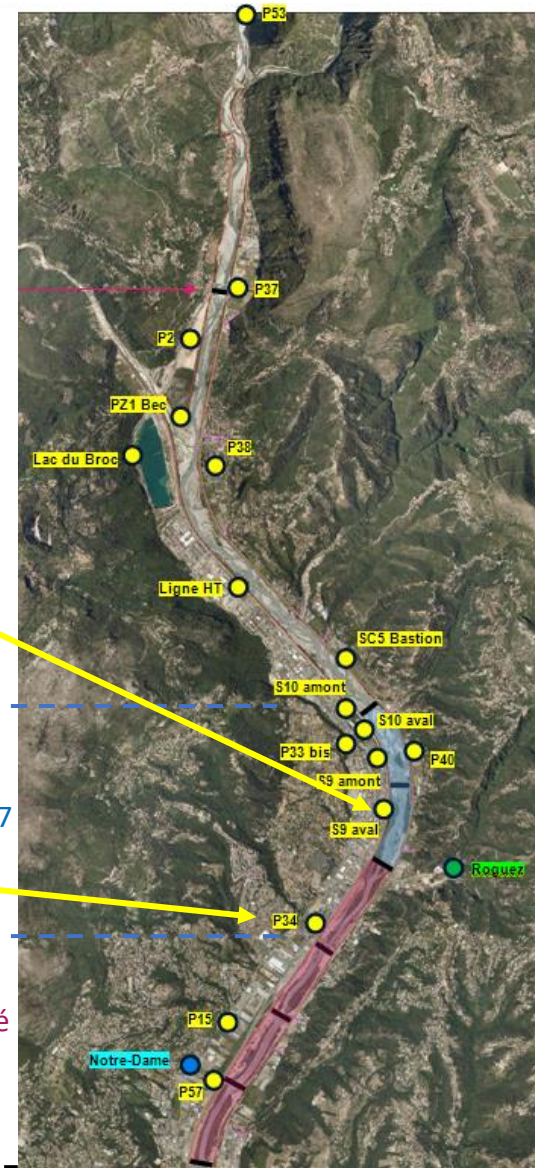 P53
P37
P2
PZ1 Bec
Lac du Broc
P38
Ligne HT
SC5 Bastion
S10 amont
S10 aval
P33 bis
P40
S9 amont
7
S9 aval
Roguez
P34
é
P15
Notre-Dame
P57